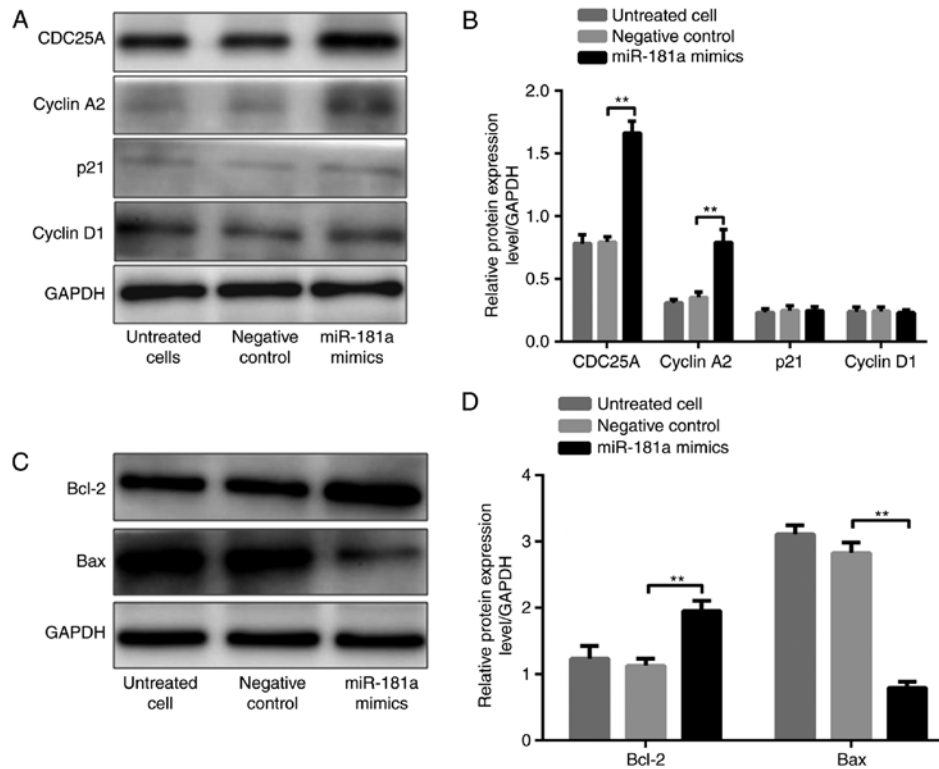 A
CDC25A
Cyclin A2
p21
Cyclin D1
GAPDH
Untreated cells
Negative control
miR-181a mimics
B
Untreated cell
Negative control
miR-181a mimics
Relative protein expression
level/GAPDH
2.0
1.5
1.0
0.5
0.0
**
**
CDC25A
Cyclin A2
p21
Cyclin D1
C
Bcl-2
Bax
GAPDH
Untreated cell
Negative control
miR-181a mimics
D
Untreated cell
Negative control
miR-181a mimics
Relative protein expression
level/GAPDH
4
3
2
1
0
**
**
Bcl-2
Bax